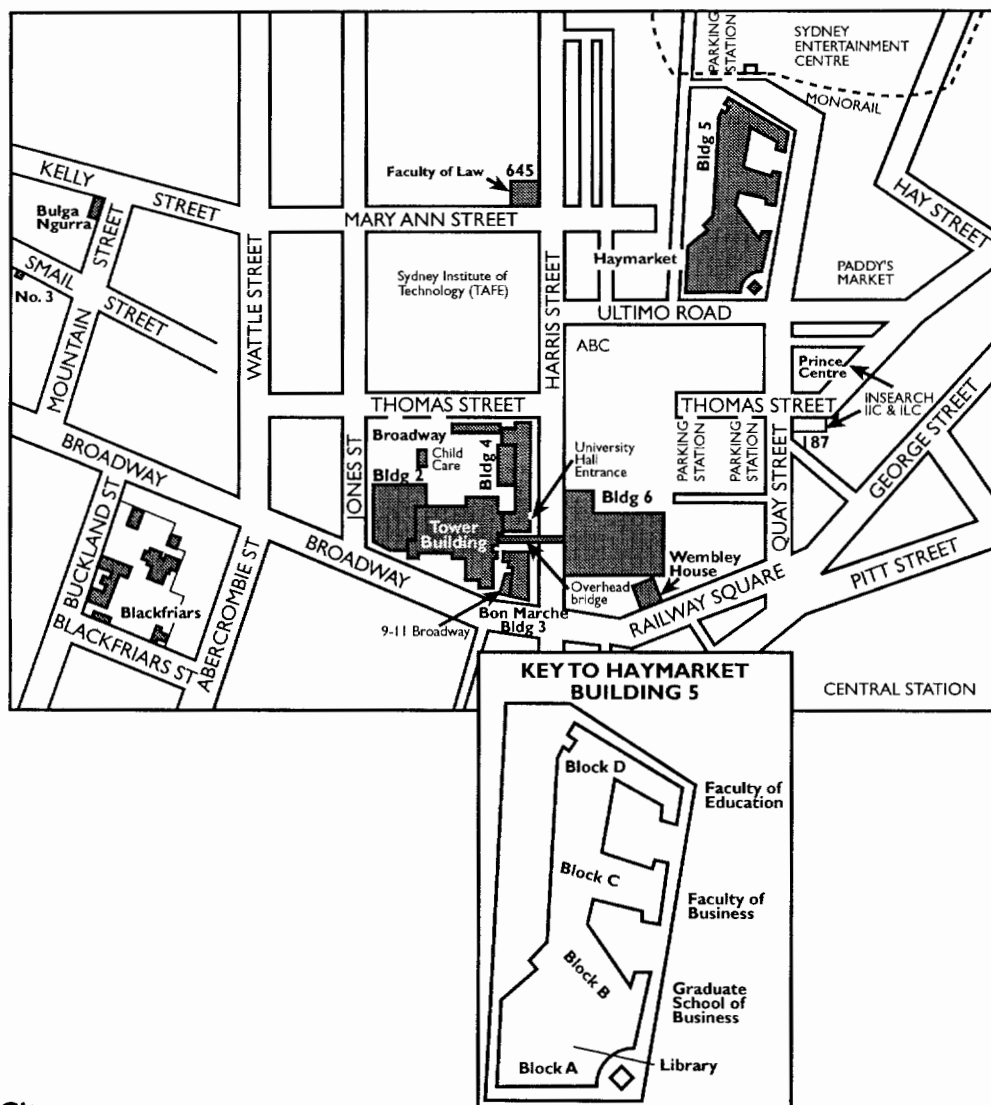 PARKING
STATION
SYDNEY
ENTERTAINMENT
CENTRE
MONORAIL
Bldg 5
Faculty of Law
645
KELLY
STREET
Bulga
Ngurra
STREET
MARY ANN STREET
HAY STREET
SMAIL
STREET
No. 3
MOUNTAIN
WATTLE STREET
Sydney Institute of
Technology (TAFE)
HARRIS STREET
Haymarket
PADDY'S
MARKET
ULTIMO ROAD
ABC
Prince
Centre
THOMAS STREET
THOMAS STREET
INSEARCH
IIC & ILC
187
BROADWAY
JONES ST
Broadway
Child
Care
Bldg 4
Bldg 2
University
Hall
Entrance
PARKING
STATION
PARKING
STATION
QUAY STREET
GEORGE STREET
Bldg 6
Tower
Building
BUCKLAND ST
BROADWAY
Overhead
bridge
Wembley
House
PITT STREET
Blackfriars
ABERCROMBIE ST
9-11 Broadway
Bon Marche
Bldg 3
RAILWAY SQUARE
BLACKFRIARS ST
CENTRAL STATION
KEY TO HAYMARKET
BUILDING 5
Block D
Faculty of
Education
Block C
Faculty of
Business
Block B
Graduate
School of
Business
Block A
Library